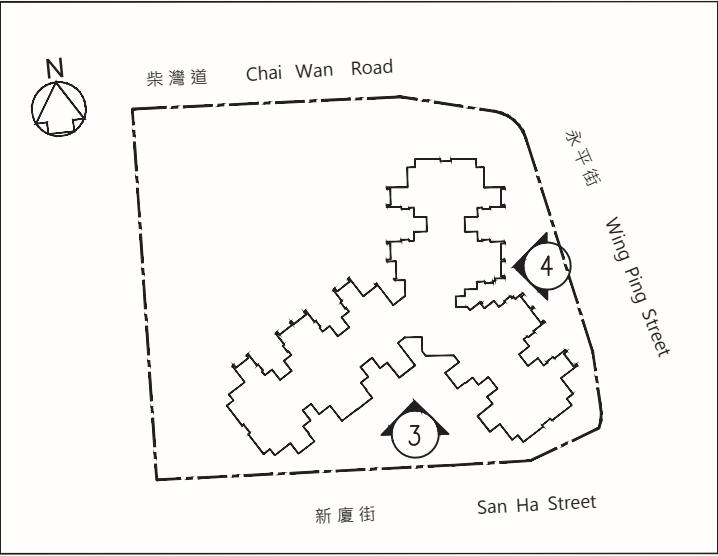 N
柴灣道 Chai Wan Road
永平街
Wing Ping Street
4
3
新廈街
San Ha Street